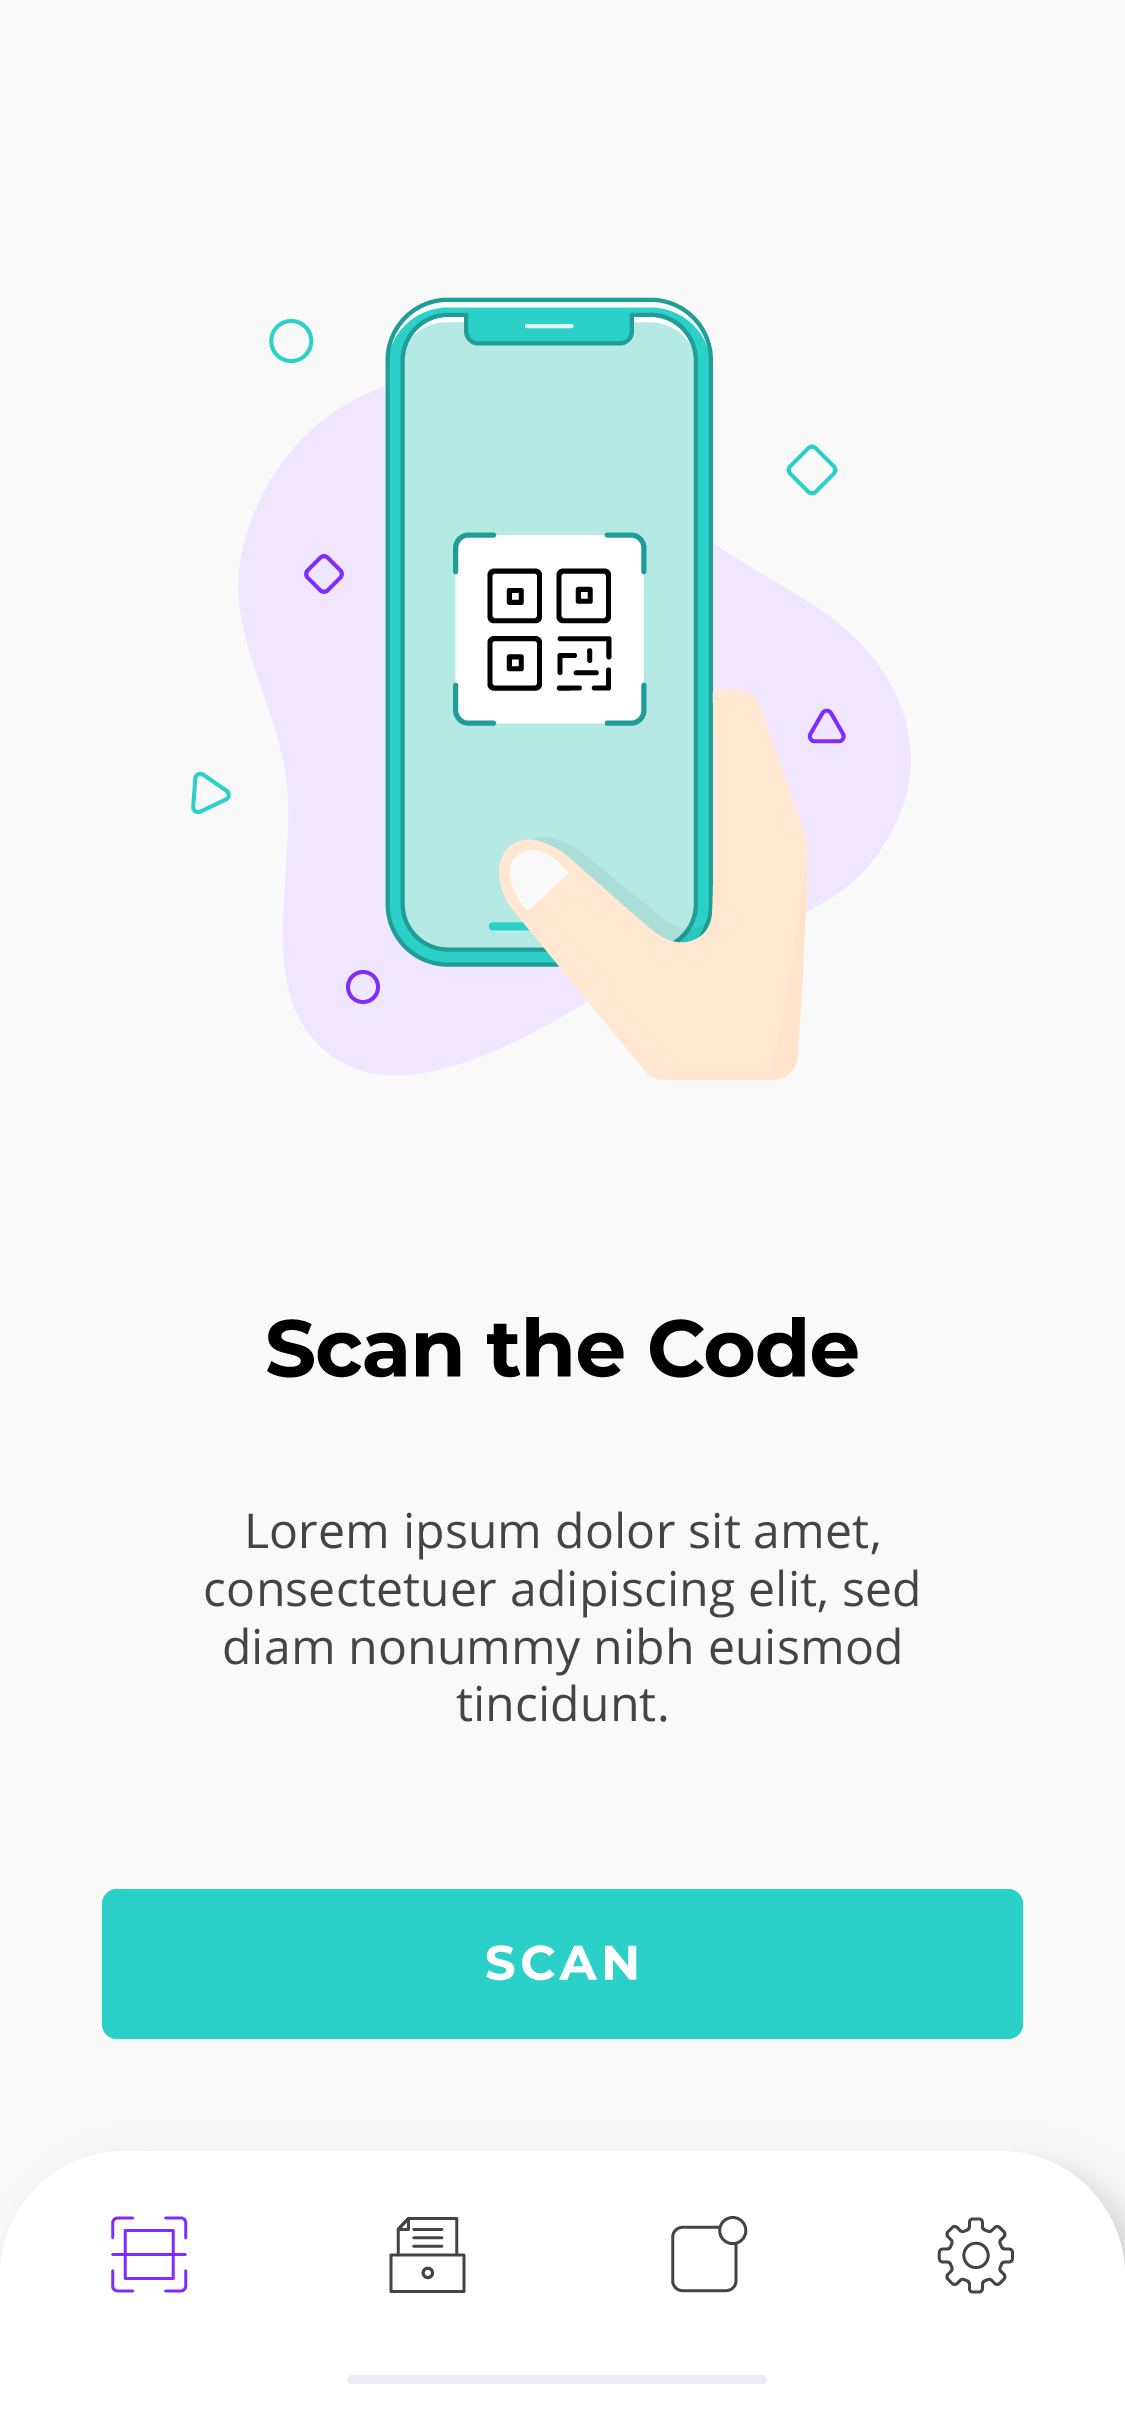 Scan the Code
Lorem ipsum dolor sit amet,
consectetuer adipiscing elit, sed
diam nonummy nibh euismod
tincidunt.
SCAN